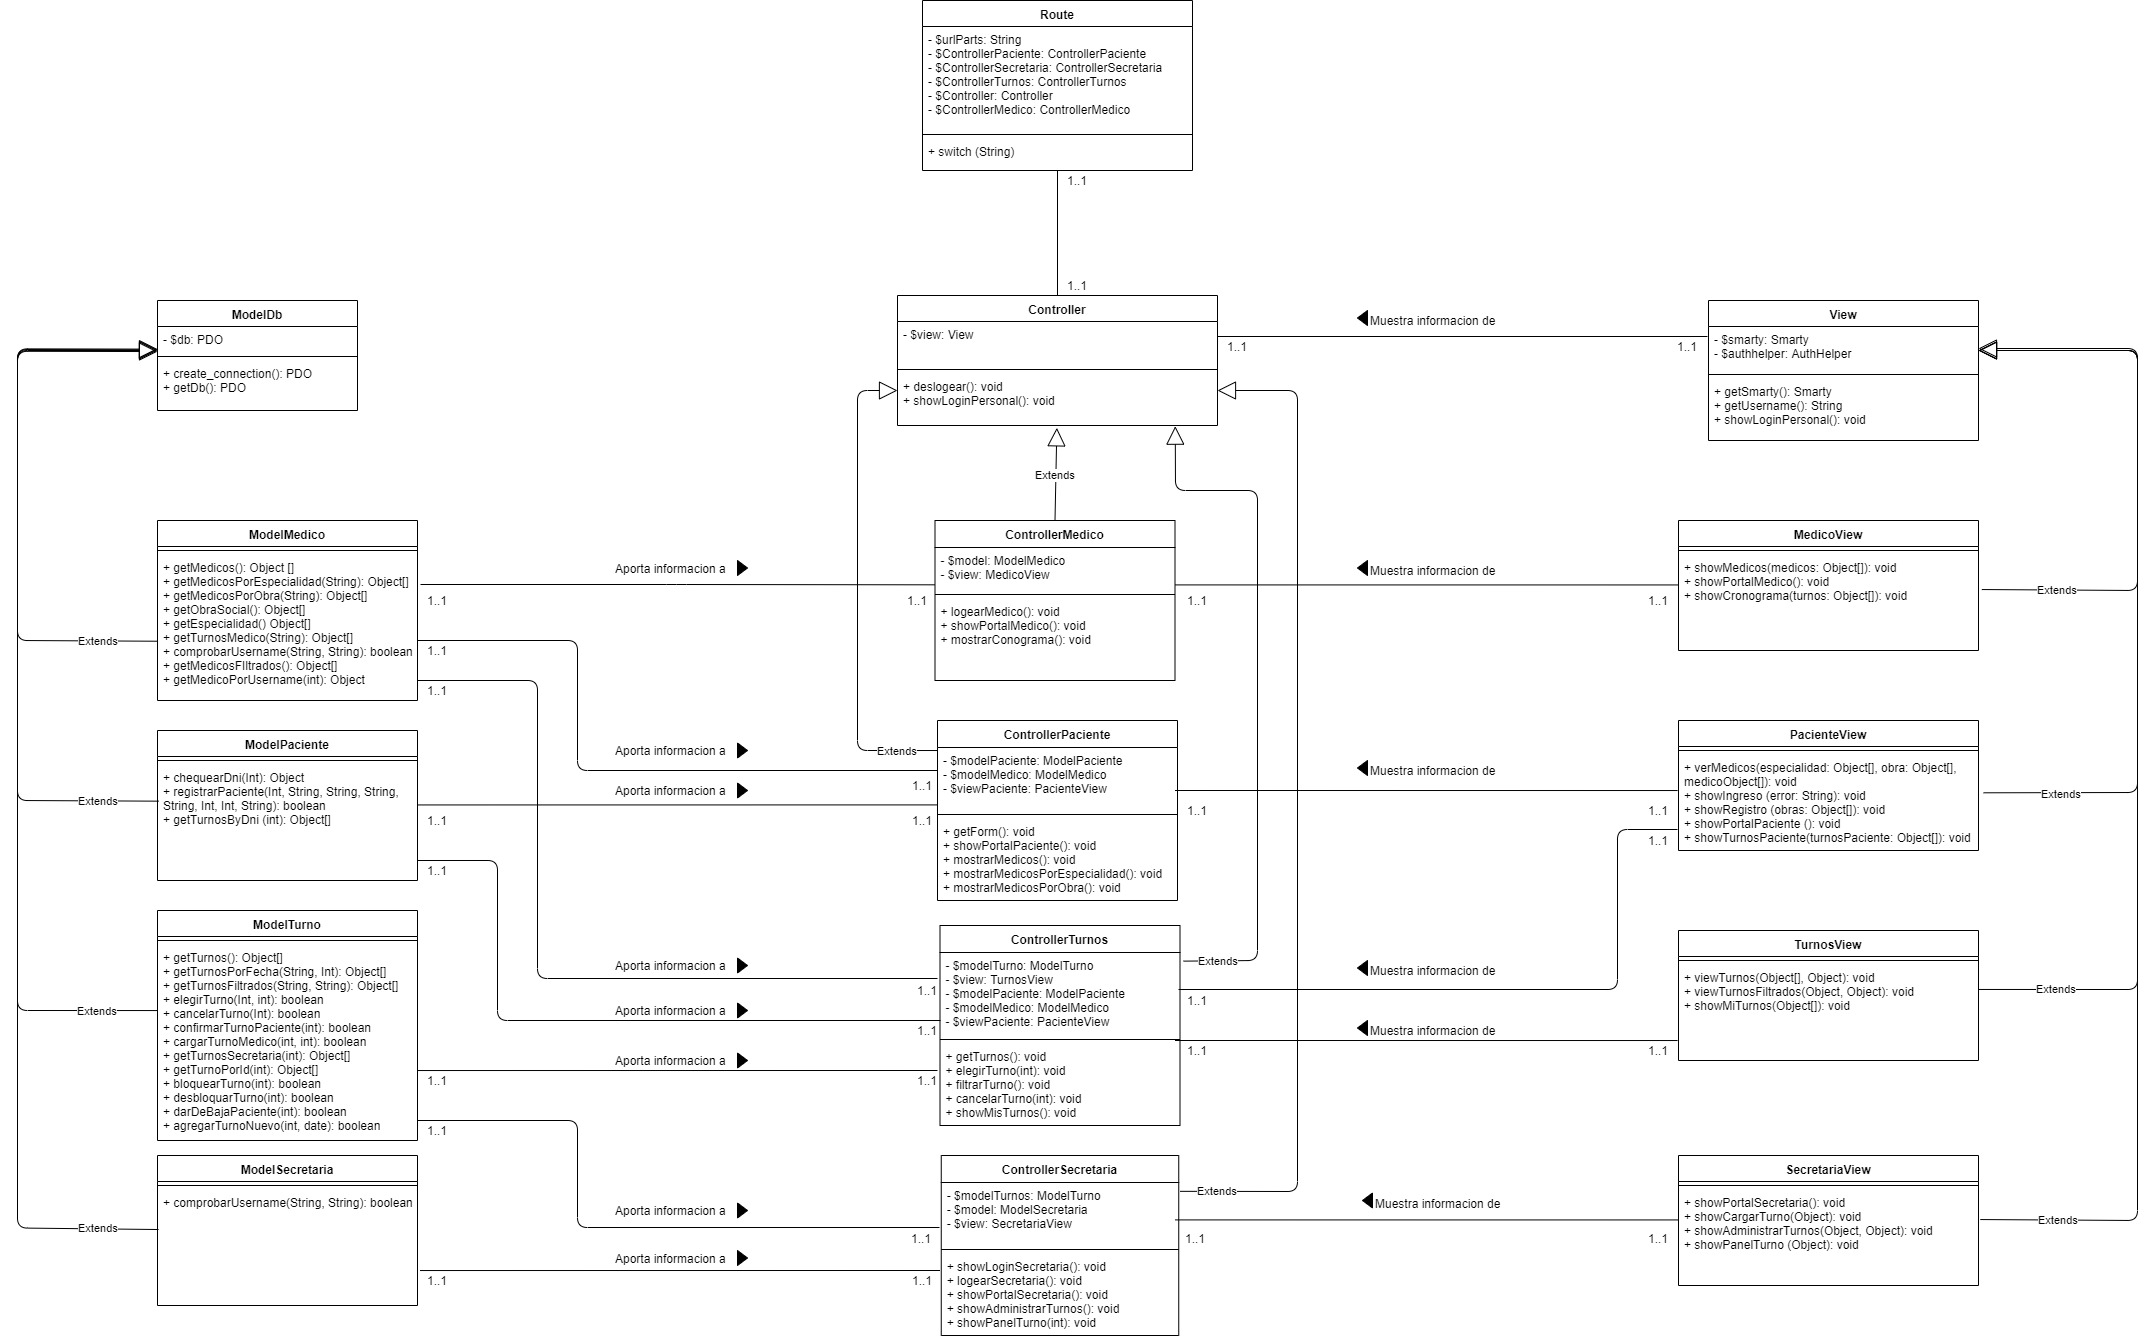 Route
- $urlParts: String
- $ControllerPaciente: ControllerPaciente
- $ControllerSecretaria: ControllerSecretaria
- $ControllerTurnos: ControllerTurnos
- $Controller: Controller
- $ControllerMedico: ControllerMedico
+ switch (String)
1..1
1..1
ModelDb
- $db: PDO
+ create_connection(): PDO
+ getDb(): PDO
Controller
- $view: View
+ deslogear(): void
+ showLoginPersonal(): void
Muestra informacion de
1..1
1..1
View
- $smarty: Smarty
- $authhelper: AuthHelper
+ getSmarty(): Smarty
+ getUsername(): String
+ showLoginPersonal(): void
Extends
ModelMedico
+ getMedicos(): Object []
+ getMedicosPorEspecialidad(String): Object[]
+ getMedicosPorObra(String): Object[]
+ getObraSocial(): Object[]
+ getEspecialidad() Object[]
+ getTurnosMedico(String): Object[]
+ comprobarUsername(String, String): boolean
+ getMedicosFIltrados(): Object[]
+ getMedicoPorUsername(int): Object
Extends
1..1
1..1
1..1
Aporta informacion a
1..1
ControllerMedico
- $model: ModelMedico
- $view: MedicoView
+ logearMedico(): void
+ showPortalMedico(): void
+ mostrarConograma(): void
1..1
Muestra informacion de
1..1
MedicoView
+ showMedicos(medicos: Object[]): void
+ showPortalMedico(): void
+ showCronograma(turnos: Object[]): void
Extends
ModelPaciente
+ chequearDni(Int): Object
+ registrarPaciente(Int, String, String, String,
String, Int, Int, String): boolean
+ getTurnosByDni (int): Object[]
Extends
1..1
1..1
Aporta informacion a
Aporta informacion a
1..1
1..1
Extends
ControllerPaciente
- $modelPaciente: ModelPaciente
- $modelMedico: ModelMedico
- $viewPaciente: PacienteView
+ getForm(): void
+ showPortalPaciente(): void
+ mostrarMedicos(): void
+ mostrarMedicosPorEspecialidad(): void
+ mostrarMedicosPorObra(): void
1..1
Muestra informacion de
1..1
1..1
PacienteView
+ verMedicos(especialidad: Object[], obra: Object[],
medicoObject[]): void
+ showIngreso (error: String): void
+ showRegistro (obras: Object[]): void
+ showPortalPaciente (): void
+ showTurnosPaciente(turnosPaciente: Object[]): void
Extends
ModelTurno
+ getTurnos(): Object[]
+ getTurnosPorFecha(String, Int): Object[]
+ getTurnosFiltrados(String, String): Object[]
+ elegirTurno(Int, int): boolean
+ cancelarTurno(Int): boolean
+ confirmarTurnoPaciente(int): boolean
+ cargarTurnoMedico(int, int): boolean
+ getTurnosSecretaria(int): Object[]
+ getTurnoPorId(int): Object[]
+ bloquearTurno(int): boolean
+ desbloquarTurno(int): boolean
+ darDeBajaPaciente(int): boolean
+ agregarTurnoNuevo(int, date): boolean
Extends
1..1
1..1
Aporta informacion a
Aporta informacion a
Aporta informacion a
1..1
1..1
1..1
ControllerTurnos
- $modelTurno: ModelTurno
- $view: TurnosView
- $modelPaciente: ModelPaciente
- $modelMedico: ModelMedico
- $viewPaciente: PacienteView
+ getTurnos(): void
+ elegirTurno(int): void
+ filtrarTurno(): void
+ cancelarTurno(int): void
+ showMisTurnos(): void
Extends
1..1
1..1
Muestra informacion de
Muestra informacion de
1..1
TurnosView
+ viewTurnos(Object[], Object): void
+ viewTurnosFiltrados(Object, Object): void
+ showMiTurnos(Object[]): void
Extends
ModelSecretaria
+ comprobarUsername(String, String): boolean
Extends
1..1
Aporta informacion a
Aporta informacion a
1..1
1..1
ControllerSecretaria
- $modelTurnos: ModelTurno
- $model: ModelSecretaria
- $view: SecretariaView
+ showLoginSecretaria(): void
+ logearSecretaria(): void
+ showPortalSecretaria(): void
+ showAdministrarTurnos(): void
+ showPanelTurno(int): void
Extends
1..1
Muestra informacion de
1..1
SecretariaView
+ showPortalSecretaria(): void
+ showCargarTurno(Object): void
+ showAdministrarTurnos(Object, Object): void
+ showPanelTurno (Object): void
Extends